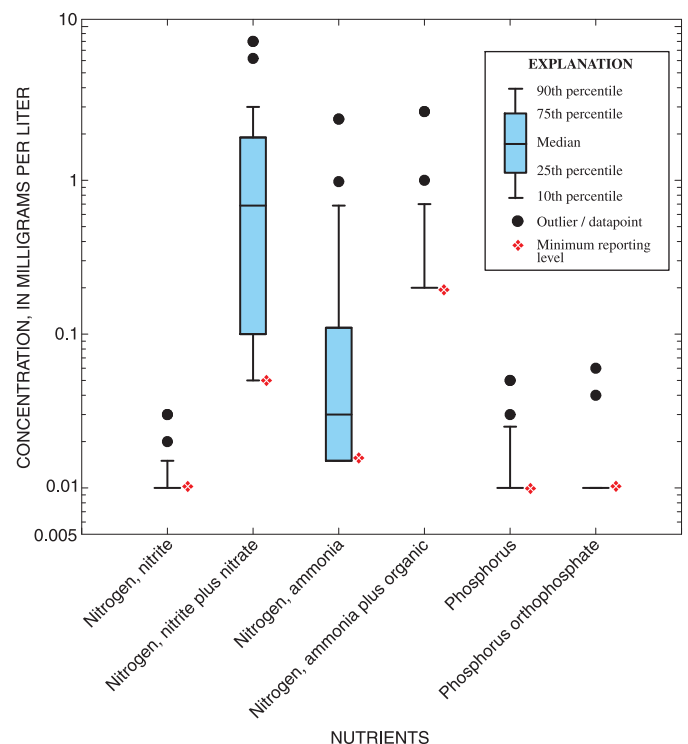 10
1
0.1
0.01
0.005
CONCENTRATION, IN MILLIGRAMS PER LITER
EXPLANATION
90th percentile
75th percentile
Median
25th percentile
10th percentile
Outlier / datapoint
Minimum reporting
level
Nitrogen, nitrite
Nitrogen, nitrite plus nitrate
Nitrogen, ammonia
Nitrogen, ammonia plus organic
Phosphorus
Phosphorus orthophosphate
NUTRIENTS